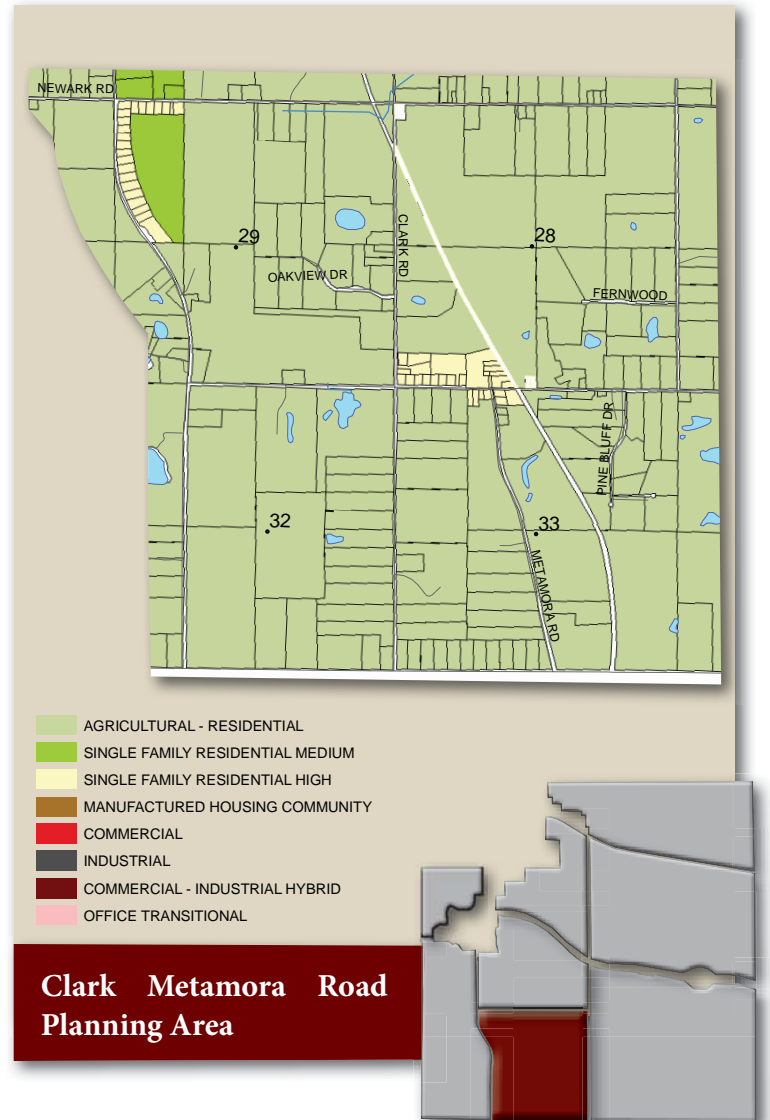 NEWARK RD
CLARK RD
29
28
OAKVIEW DR
FERNWOOD
PINE BLUFF DR
32
33
METAMORA RD
AGRICULTURAL - RESIDENTIAL
SINGLE FAMILY RESIDENTIAL MEDIUM
SINGLE FAMILY RESIDENTIAL HIGH
MANUFACTURED HOUSING COMMUNITY
COMMERCIAL
INDUSTRIAL
COMMERCIAL - INDUSTRIAL HYBRID
OFFICE TRANSITIONAL
Clark Metamora Road
Planning Area